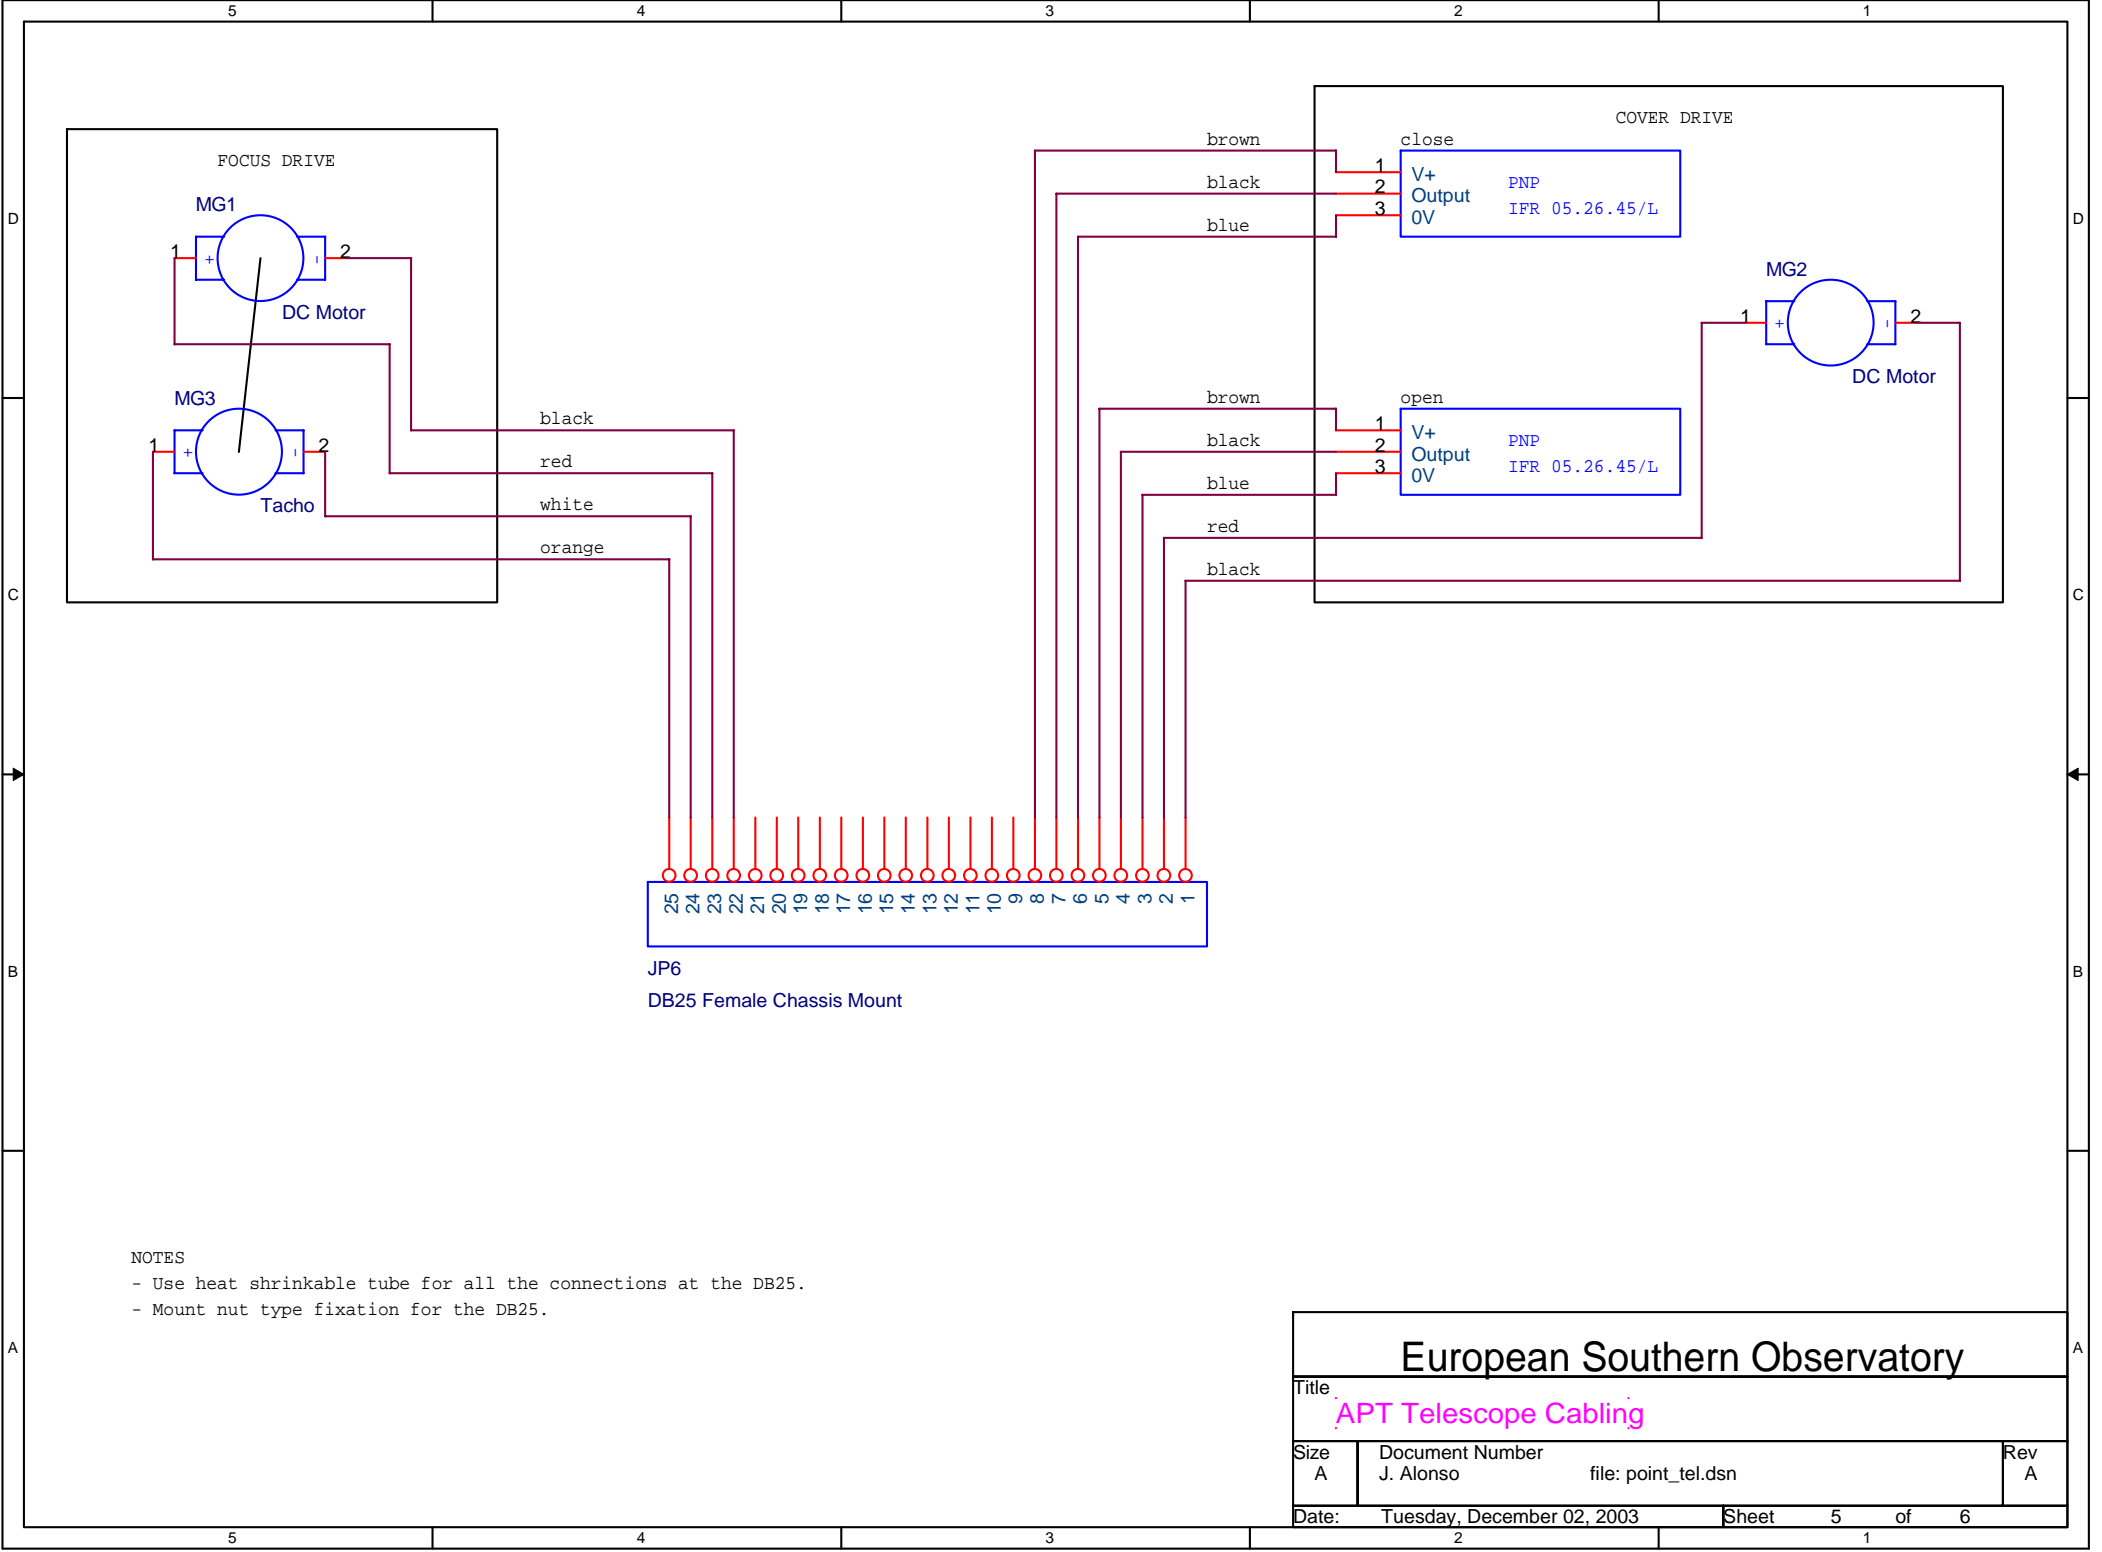 5 4 3 2 1
D D
C C
B B
A A
FOCUS DRIVE
MG1
1 + - 2
DC Motor
MG3
1 + - 2
Tacho
black
red
white
orange
COVER DRIVE
brown
black
blue
close
1 V+
2 Output
3 0V
PNP
IFR 05.26.45/L
MG2
1 + - 2
DC Motor
brown
black
blue
open
1 V+
2 Output
3 0V
PNP
IFR 05.26.45/L
red
black
25 24 23 22 21 20 19 18 17 16 15 14 13 12 11 10 9 8 7 6 5 4 3 2 1
JP6
DB25 Female Chassis Mount
NOTES
- Use heat shrinkable tube for all the connections at the DB25.
- Mount nut type fixation for the DB25.
European Southern Observatory
Title
APT Telescope Cabling
Size Document Number Rev
A J. Alonso file: point_tel.dsn A
Date: Tuesday, December 02, 2003 Sheet 5 of 6
5 4 3 2 1